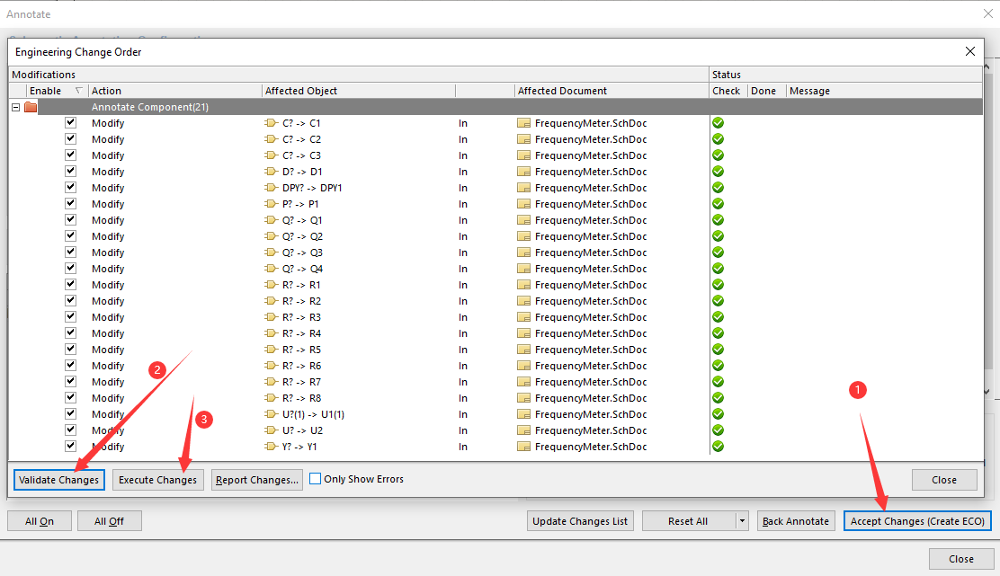 Annotate
Engineering Change Order
Modifications Status
Enable Action Affected Object Affected Document Check Done Message
Annotate Component(21)
Modify C? -> C1 In FrequencyMeter.SchDoc
Modify C? -> C2 In FrequencyMeter.SchDoc
Modify C? -> C3 In FrequencyMeter.SchDoc
Modify D? -> D1 In FrequencyMeter.SchDoc
Modify DPY? -> DPY1 In FrequencyMeter.SchDoc
Modify P? -> P1 In FrequencyMeter.SchDoc
Modify Q? -> Q1 In FrequencyMeter.SchDoc
Modify Q? -> Q2 In FrequencyMeter.SchDoc
Modify Q? -> Q3 In FrequencyMeter.SchDoc
Modify Q? -> Q4 In FrequencyMeter.SchDoc
Modify R? -> R1 In FrequencyMeter.SchDoc
Modify R? -> R2 In FrequencyMeter.SchDoc
Modify R? -> R3 In FrequencyMeter.SchDoc
Modify R? -> R4 In FrequencyMeter.SchDoc
Modify R? -> R5 In FrequencyMeter.SchDoc
Modify R? -> R6 In FrequencyMeter.SchDoc
2
Modify R? -> R7 In FrequencyMeter.SchDoc
Modify R? -> R8 In FrequencyMeter.SchDoc
1
Modify U?(1) -> U1(1) In FrequencyMeter.SchDoc
3
Modify U? -> U2 In FrequencyMeter.SchDoc
Modify Y? -> Y1 In FrequencyMeter.SchDoc
Validate Changes Execute Changes Report Changes... Only Show Errors Close
All On All Off Update Changes List Reset All Back Annotate Accept Changes (Create ECO)
Close